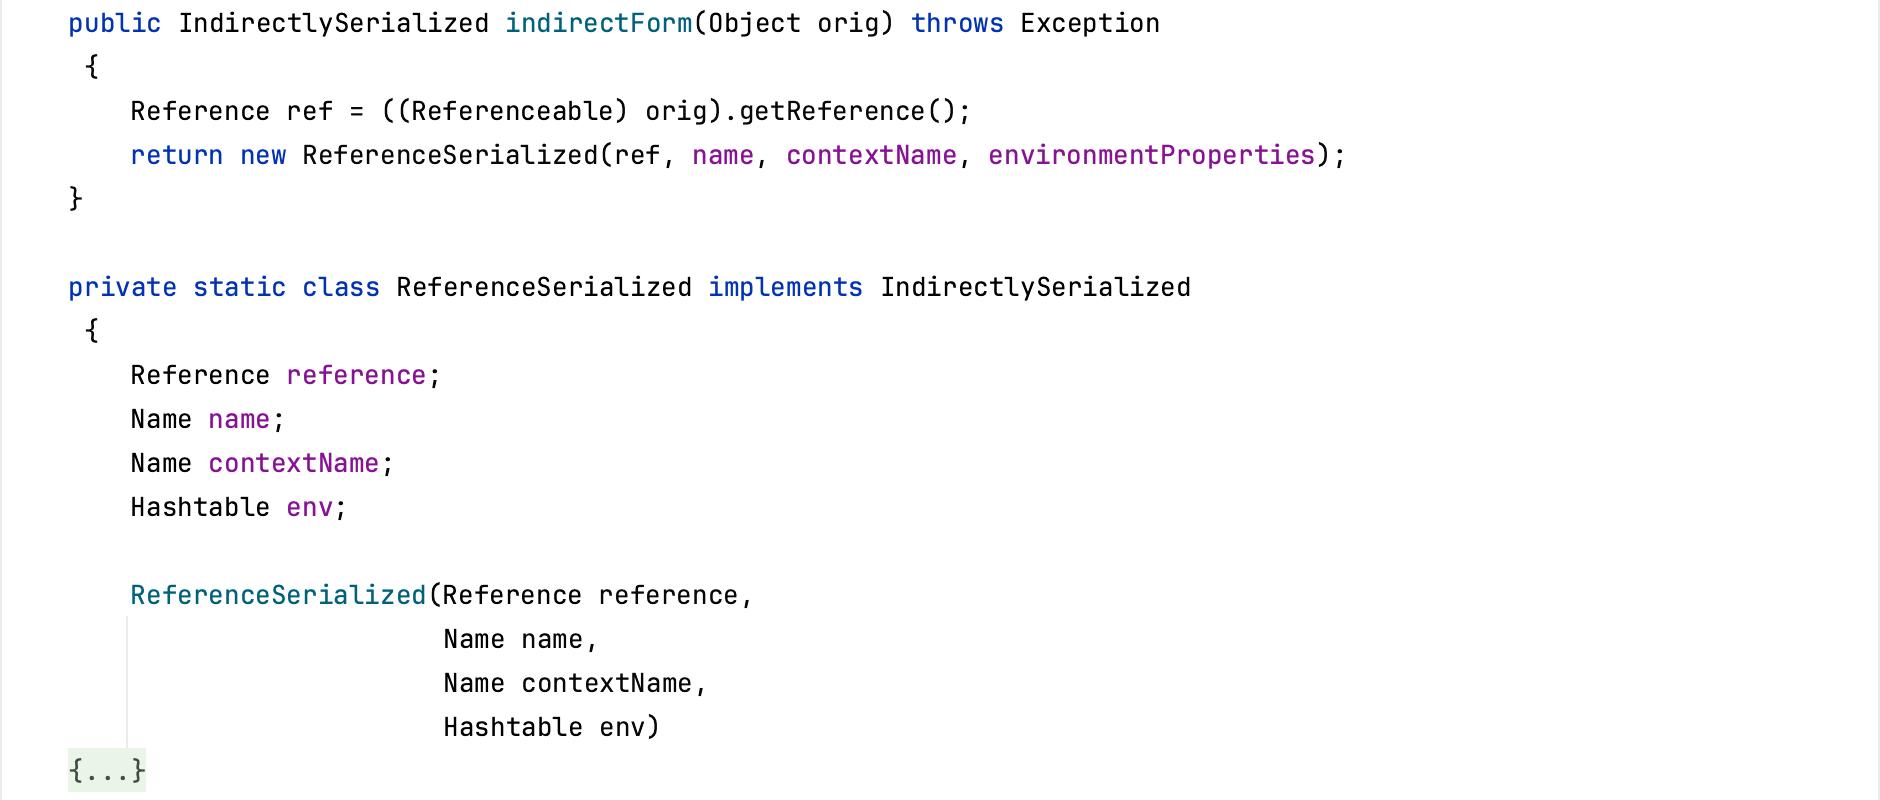 public IndirectlySerialized indirectForm(Object orig) throws Exception
{
Reference ref = ((Referenceable) orig).getReference();
return new ReferenceSerialized(ref, name, contextName, environmentProperties);
}
private static class ReferenceSerialized implements IndirectlySerialized
{
Reference reference;
Name name;
Name contextName;
Hashtable env;
ReferenceSerialized(Reference reference,
Name name,
Name contextName,
Hashtable env)
{...}